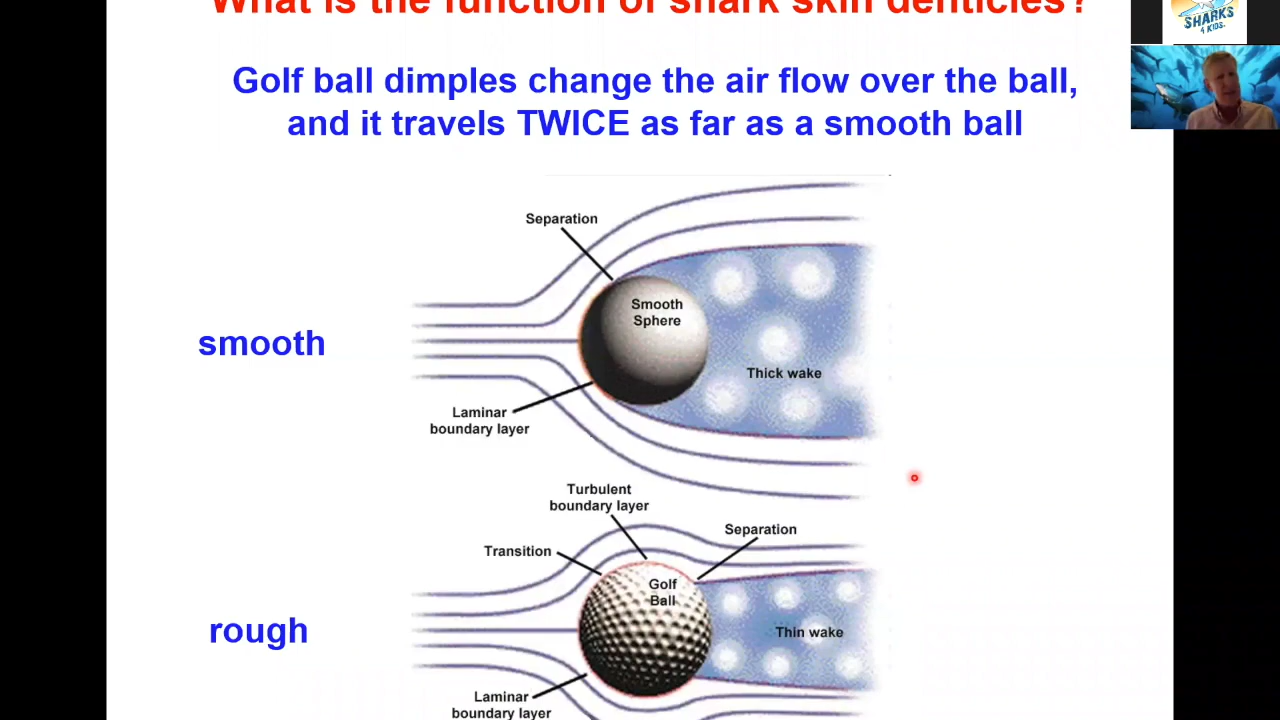 What is the function of shark skin denticles?
SHARKS
4 KIDS.
Golf ball dimples change the air flow over the ball,
and it travels TWICE as far as a smooth ball
Separation
Smooth
Sphere
smooth
Thick wake
Laminar
boundary layer
Turbulent
boundary layer
Separation
Transition
Golf
Ball
rough
Thin wake
Laminar
boundary layer